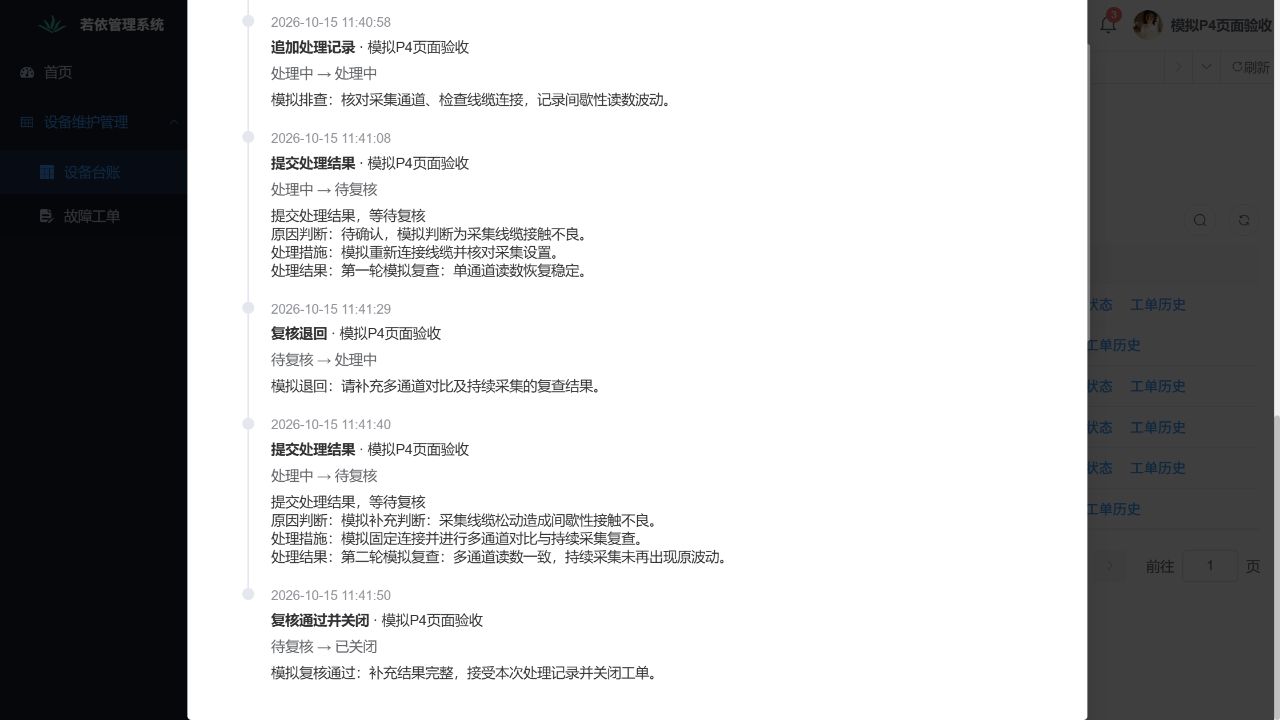 若依管理系统
首页
设备维护管理
设备台账
故障工单
2026-10-15 11:40:58
追加处理记录 · 模拟P4页面验收
处理中 → 处理中
模拟排查：核对采集通道、检查线缆连接，记录间歇性读数波动。
2026-10-15 11:41:08
提交处理结果 · 模拟P4页面验收
处理中 → 待复核
提交处理结果，等待复核
原因判断：待确认，模拟判断为采集线缆接触不良。
处理措施：模拟重新连接线缆并核对采集设置。
处理结果：第一轮模拟复查：单通道读数恢复稳定。
2026-10-15 11:41:29
复核退回 · 模拟P4页面验收
待复核 → 处理中
模拟退回：请补充多通道对比及持续采集的复查结果。
2026-10-15 11:41:40
提交处理结果 · 模拟P4页面验收
处理中 → 待复核
提交处理结果，等待复核
原因判断：模拟补充判断：采集线缆松动造成间歇性接触不良。
处理措施：模拟固定连接并进行多通道对比与持续采集复查。
处理结果：第二轮模拟复查：多通道读数一致，持续采集未再出现原波动。
2026-10-15 11:41:50
复核通过并关闭 · 模拟P4页面验收
待复核 → 已关闭
模拟复核通过：补充结果完整，接受本次处理记录并关闭工单。
3
模拟P4页面验收
刷新
状态 工单历史
工单历史
状态 工单历史
状态 工单历史
状态 工单历史
工单历史
前往 1 页